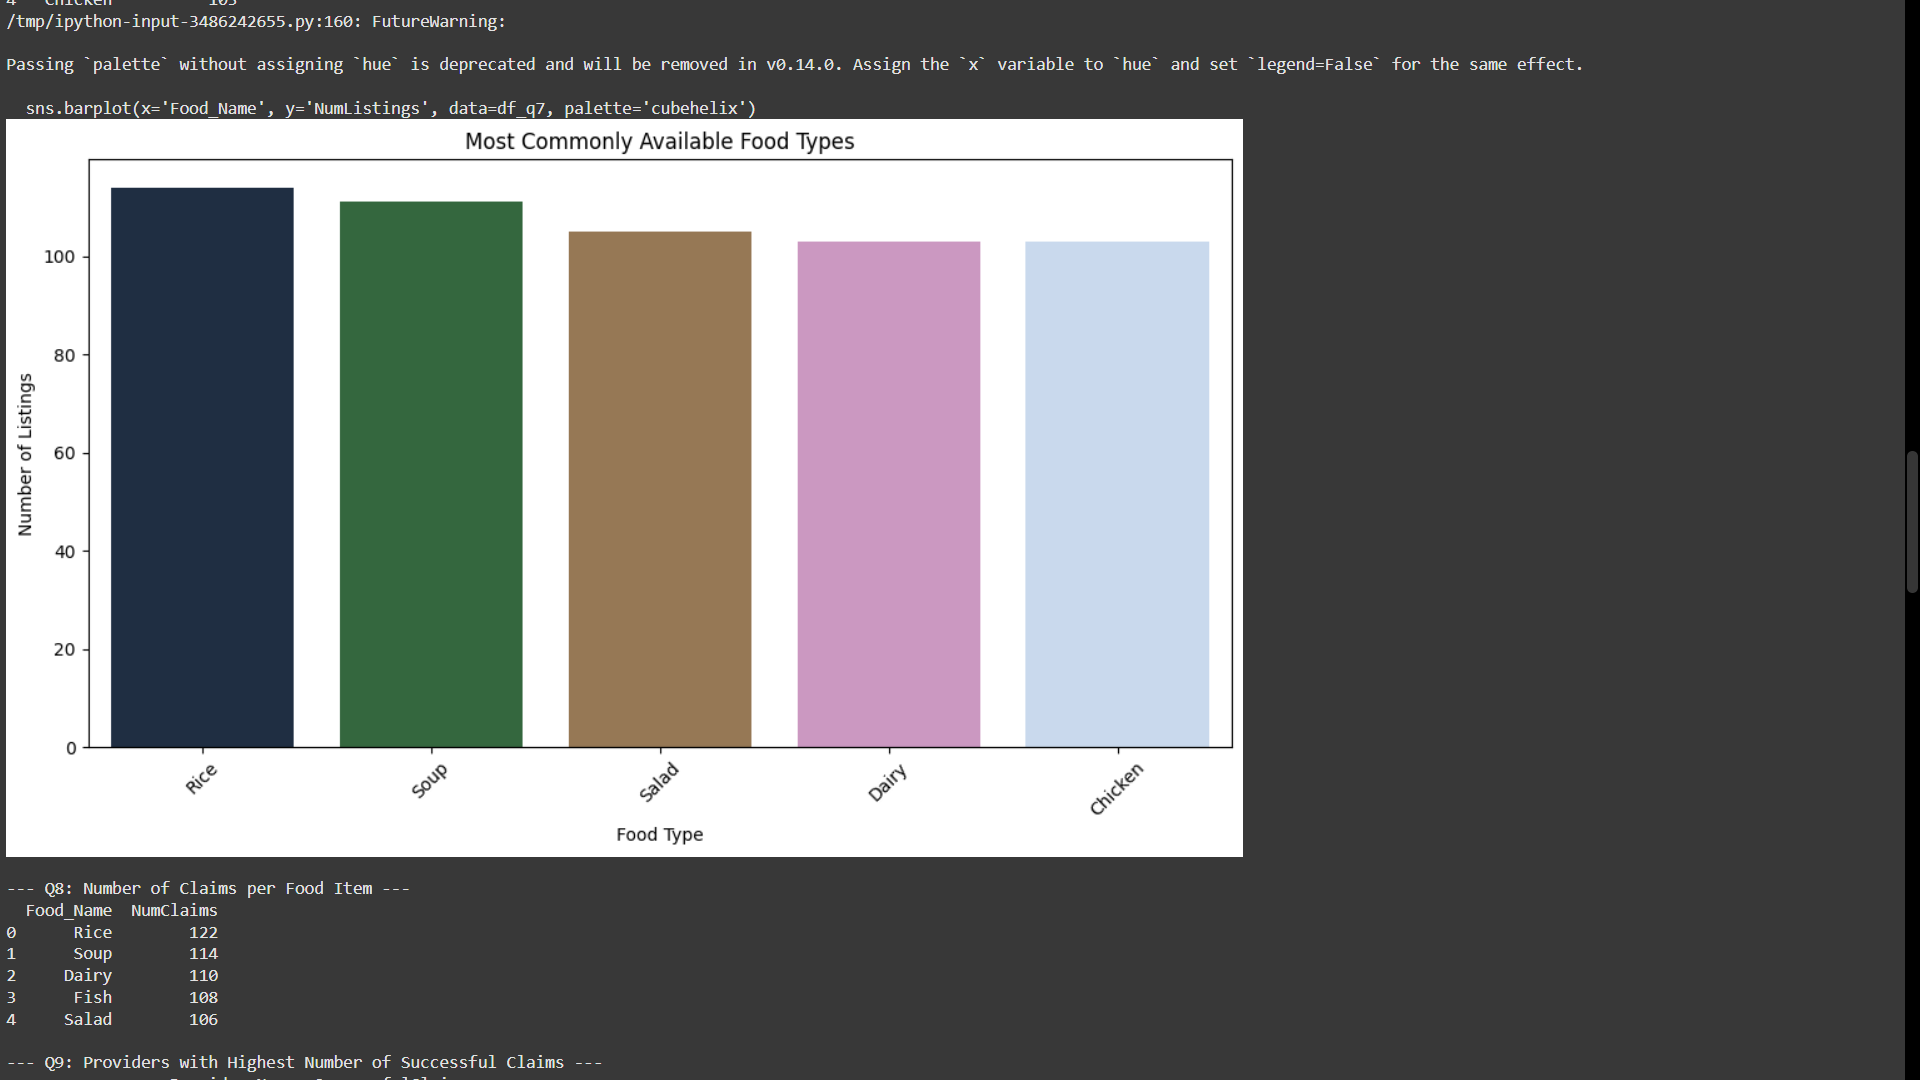 4   Chicken          103
/tmp/ipython-input-3486242655.py:160: FutureWarning:
Passing `palette` without assigning `hue` is deprecated and will be removed in v0.14.0. Assign the `x` variable to `hue` and set `legend=False` for the same effect.
sns.barplot(x='Food_Name', y='NumListings', data=df_q7, palette='cubehelix')
Most Commonly Available Food Types
Number of Listings
100
80
60
40
20
0
Rice Soup Salad Dairy Chicken
Food Type
--- Q8: Number of Claims per Food Item ---
Food_Name  NumClaims
0      Rice        122
1      Soup        114
2     Dairy        110
3      Fish        108
4     Salad        106
--- Q9: Providers with Highest Number of Successful Claims ---